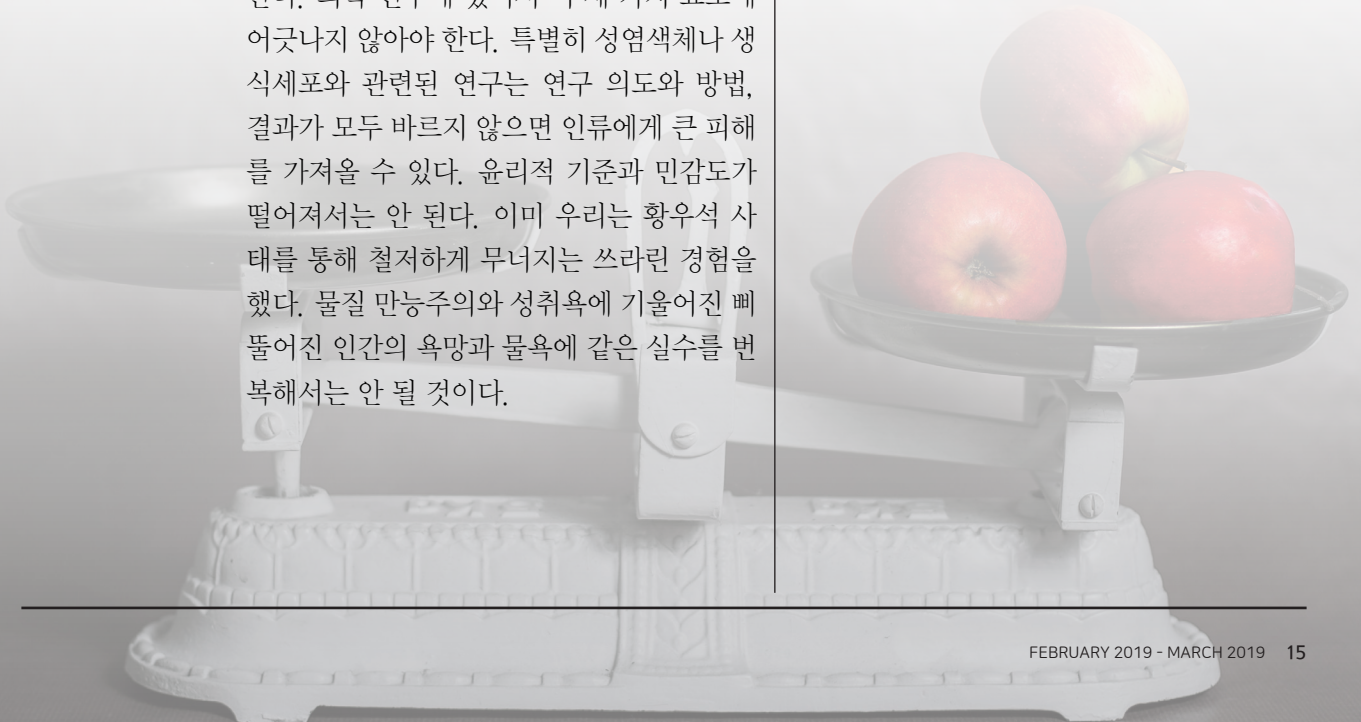 어긋나지 않아야 한다. 특별히 성염색체나 생
식세포와 관련된 연구는 연구 의도와 방법,
결과가 모두 바르지 않으면 인류에게 큰 피해
를 가져올 수 있다. 윤리적 기준과 민감도가
떨어져서는 안 된다. 이미 우리는 황우석 사
태를 통해 철저하게 무너지는 쓰라린 경험을
했다. 물질 만능주의와 성취욕에 기울어진 삐
뚤어진 인간의 욕망과 물욕에 같은 실수를 번
복해서는 안 될 것이다.
FEBRUARY 2019 - MARCH 2019 15